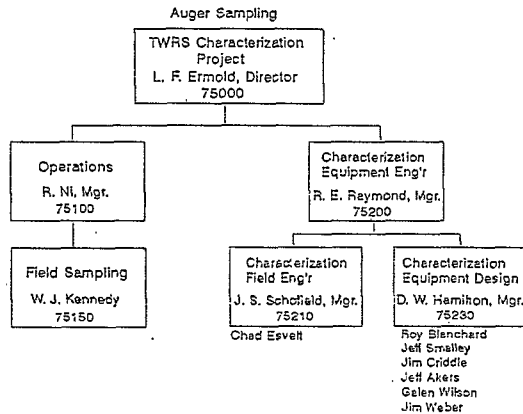 Auger Sampling
TWRS Characterization
Project
L. F. Ermold, Director
75000
Operations
R. Ni, Mgr.
75100
Characterization
Equipment Eng'r
R. E. Raymond, Mgr.
75200
Field Sampling
W. J. Kennedy
75150
Characterization
Field Eng'r
J. S. Schofield, Mgr.
75210
Chad Esvelt
Characterization
Equipment Design
D. W. Hamilton, Mgr.
75230
Roy Blanchard
Jeff Smalley
Jim Criddle
Jeff Akers
Galen Wilson
Jim Weber